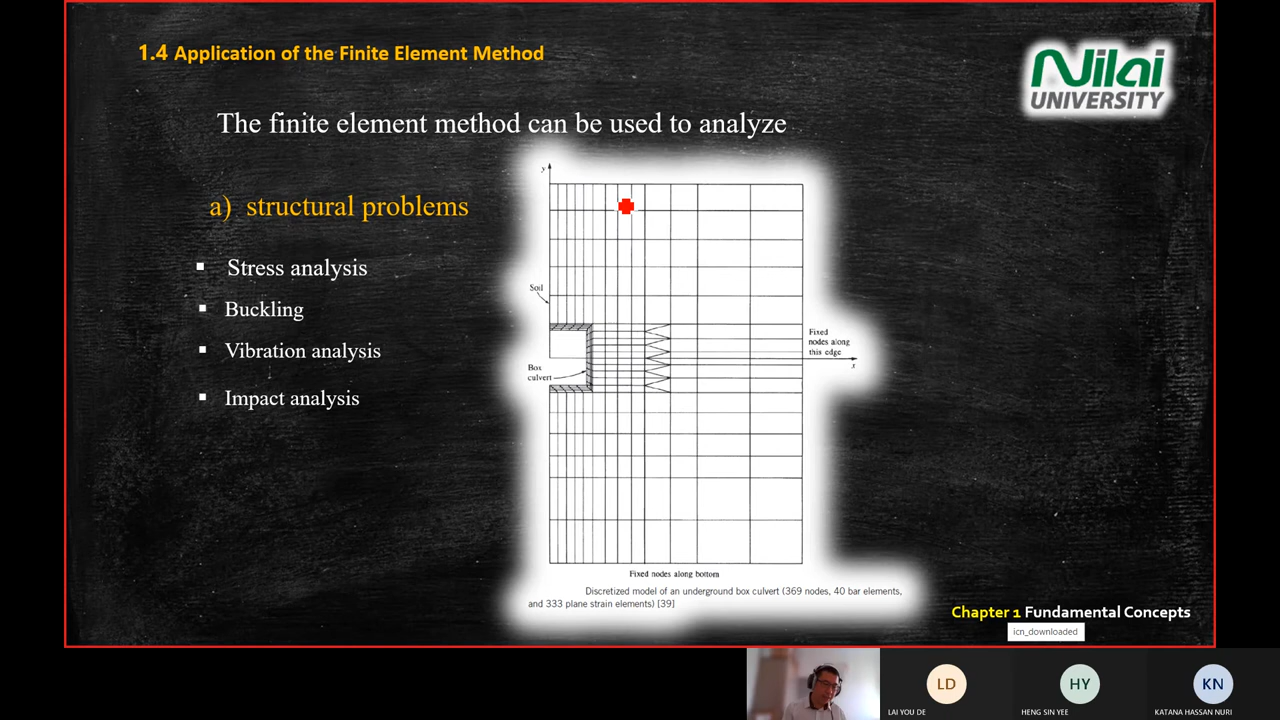 1.4 Application of the Finite Element Method
Nilai
UNIVERSITY
The finite element method can be used to analyze
a) structural problems
▪ Stress analysis
▪ Buckling
▪ Vibration analysis
▪ Impact analysis
y
Soil
Box
culvert
Fixed
nodes along
this edge
x
Fixed nodes along bottom
Discretized model of an underground box culvert (369 nodes, 40 bar elements,
and 333 plane strain elements) [39]
Chapter 1 Fundamental Concepts
icn_downloaded
LD
HY
KN
LAI YOU DE
HENG SIN YEE
KATANA HASSAN NURI